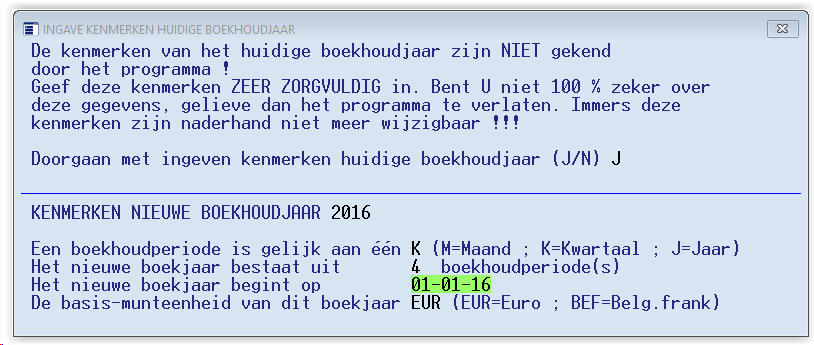 INGAVE KENMERKEN HUIDIGE BOEKHOUDJAAR
De kenmerken van het huidige boekhoudjaar zijn NIET gekend
door het programma !
Geef deze kenmerken ZEER ZORGVULDIG in. Bent U niet 100 % zeker over
deze gegevens, gelieve dan het programma te verlaten. Immers deze
kenmerken zijn naderhand niet meer wijzigbaar !!!
Doorgaan met ingeven kenmerken huidige boekhoudjaar (J/N) J
KENMERKEN NIEUWE BOEKHOUDJAAR 2016
Een boekhoudperiode is gelijk aan één K (M=Maand ; K=Kwartaal ; J=Jaar)
Het nieuwe boekjaar bestaat uit 4 boekhoudperiode(s)
Het nieuwe boekjaar begint op 01-01-16
De basis-munteenheid van dit boekjaar EUR (EUR=Euro ; BEF=Belg.frank)